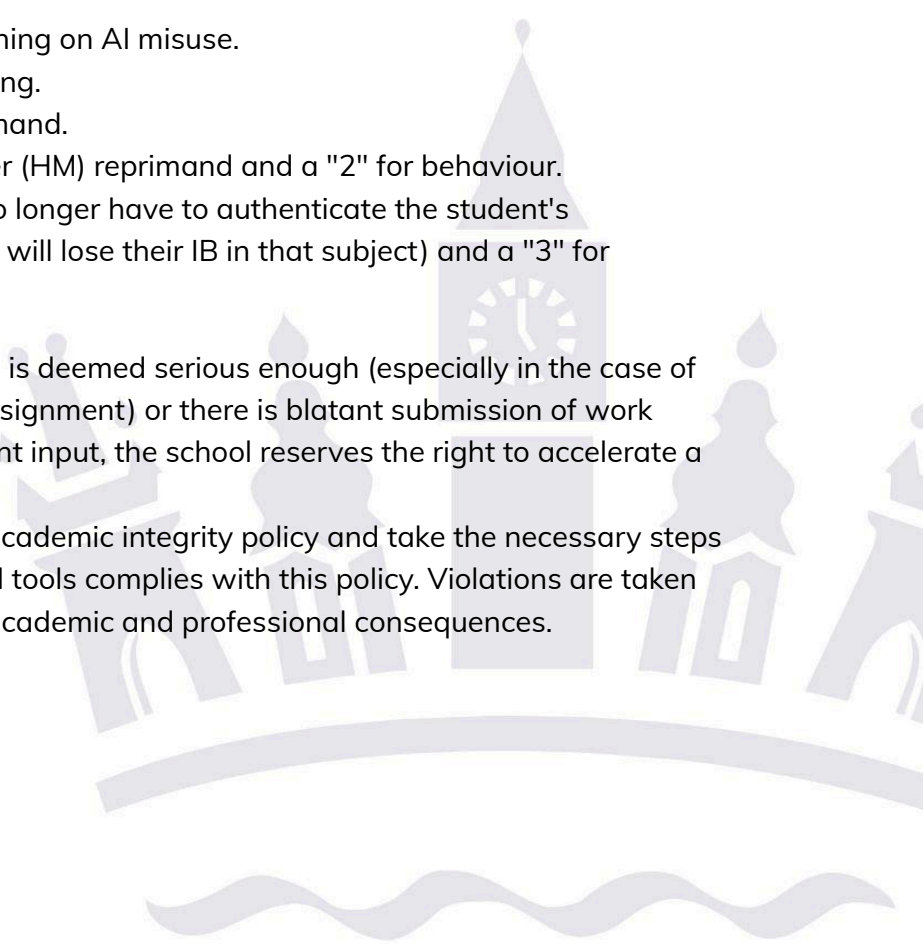 ning on AI misuse.
ng.
nand.
r (HM) reprimand and a "2" for behaviour.
o longer have to authenticate the student's
will lose their IB in that subject) and a "3" for
is deemed serious enough (especially in the case of
signment) or there is blatant submission of work
nt input, the school reserves the right to accelerate a
cademic integrity policy and take the necessary steps
l tools complies with this policy. Violations are taken
cademic and professional consequences.